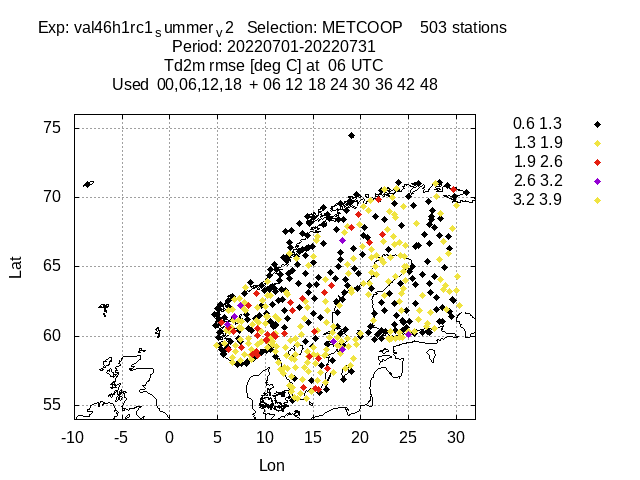 Exp: val46h1rc1summerv2 Selection: METCOOP 503 stations
Period: 20220701-20220731
Td2m rmse [deg C] at 06 UTC
Used 00,06,12,18 + 06 12 18 24 30 36 42 48
0.6 1.3
1.3 1.9
1.9 2.6
2.6 3.2
3.2 3.9
75
70
65
60
55
Lat
-10 -5 0 5 10 15 20 25 30
Lon